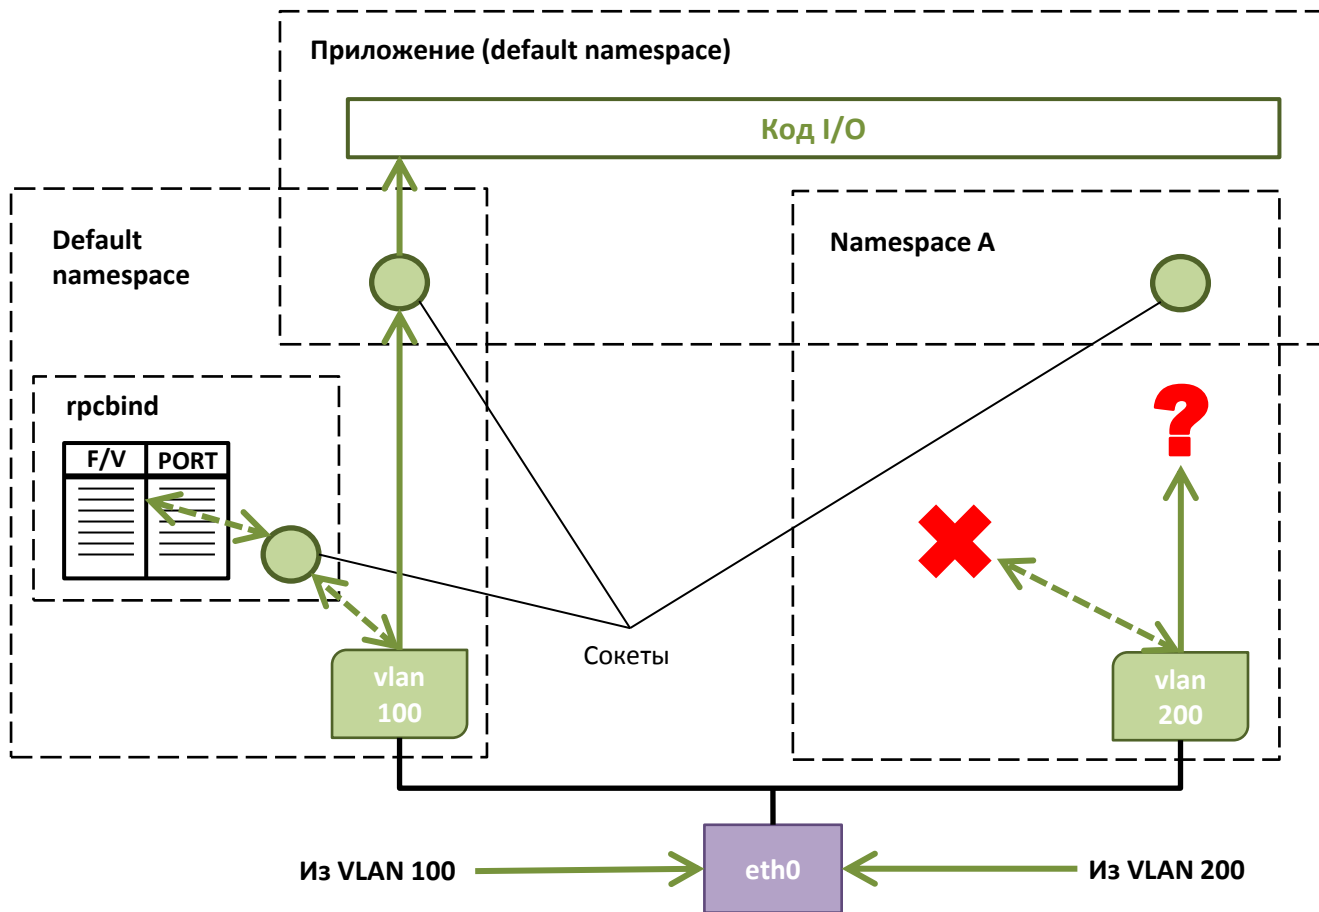 Приложение (default namespace)
Код I/O
Default
namespace
Namespace A
rpcbind
F/V
PORT
?
Сокеты
vlan
100
vlan
200
Из VLAN 100
eth0
Из VLAN 200